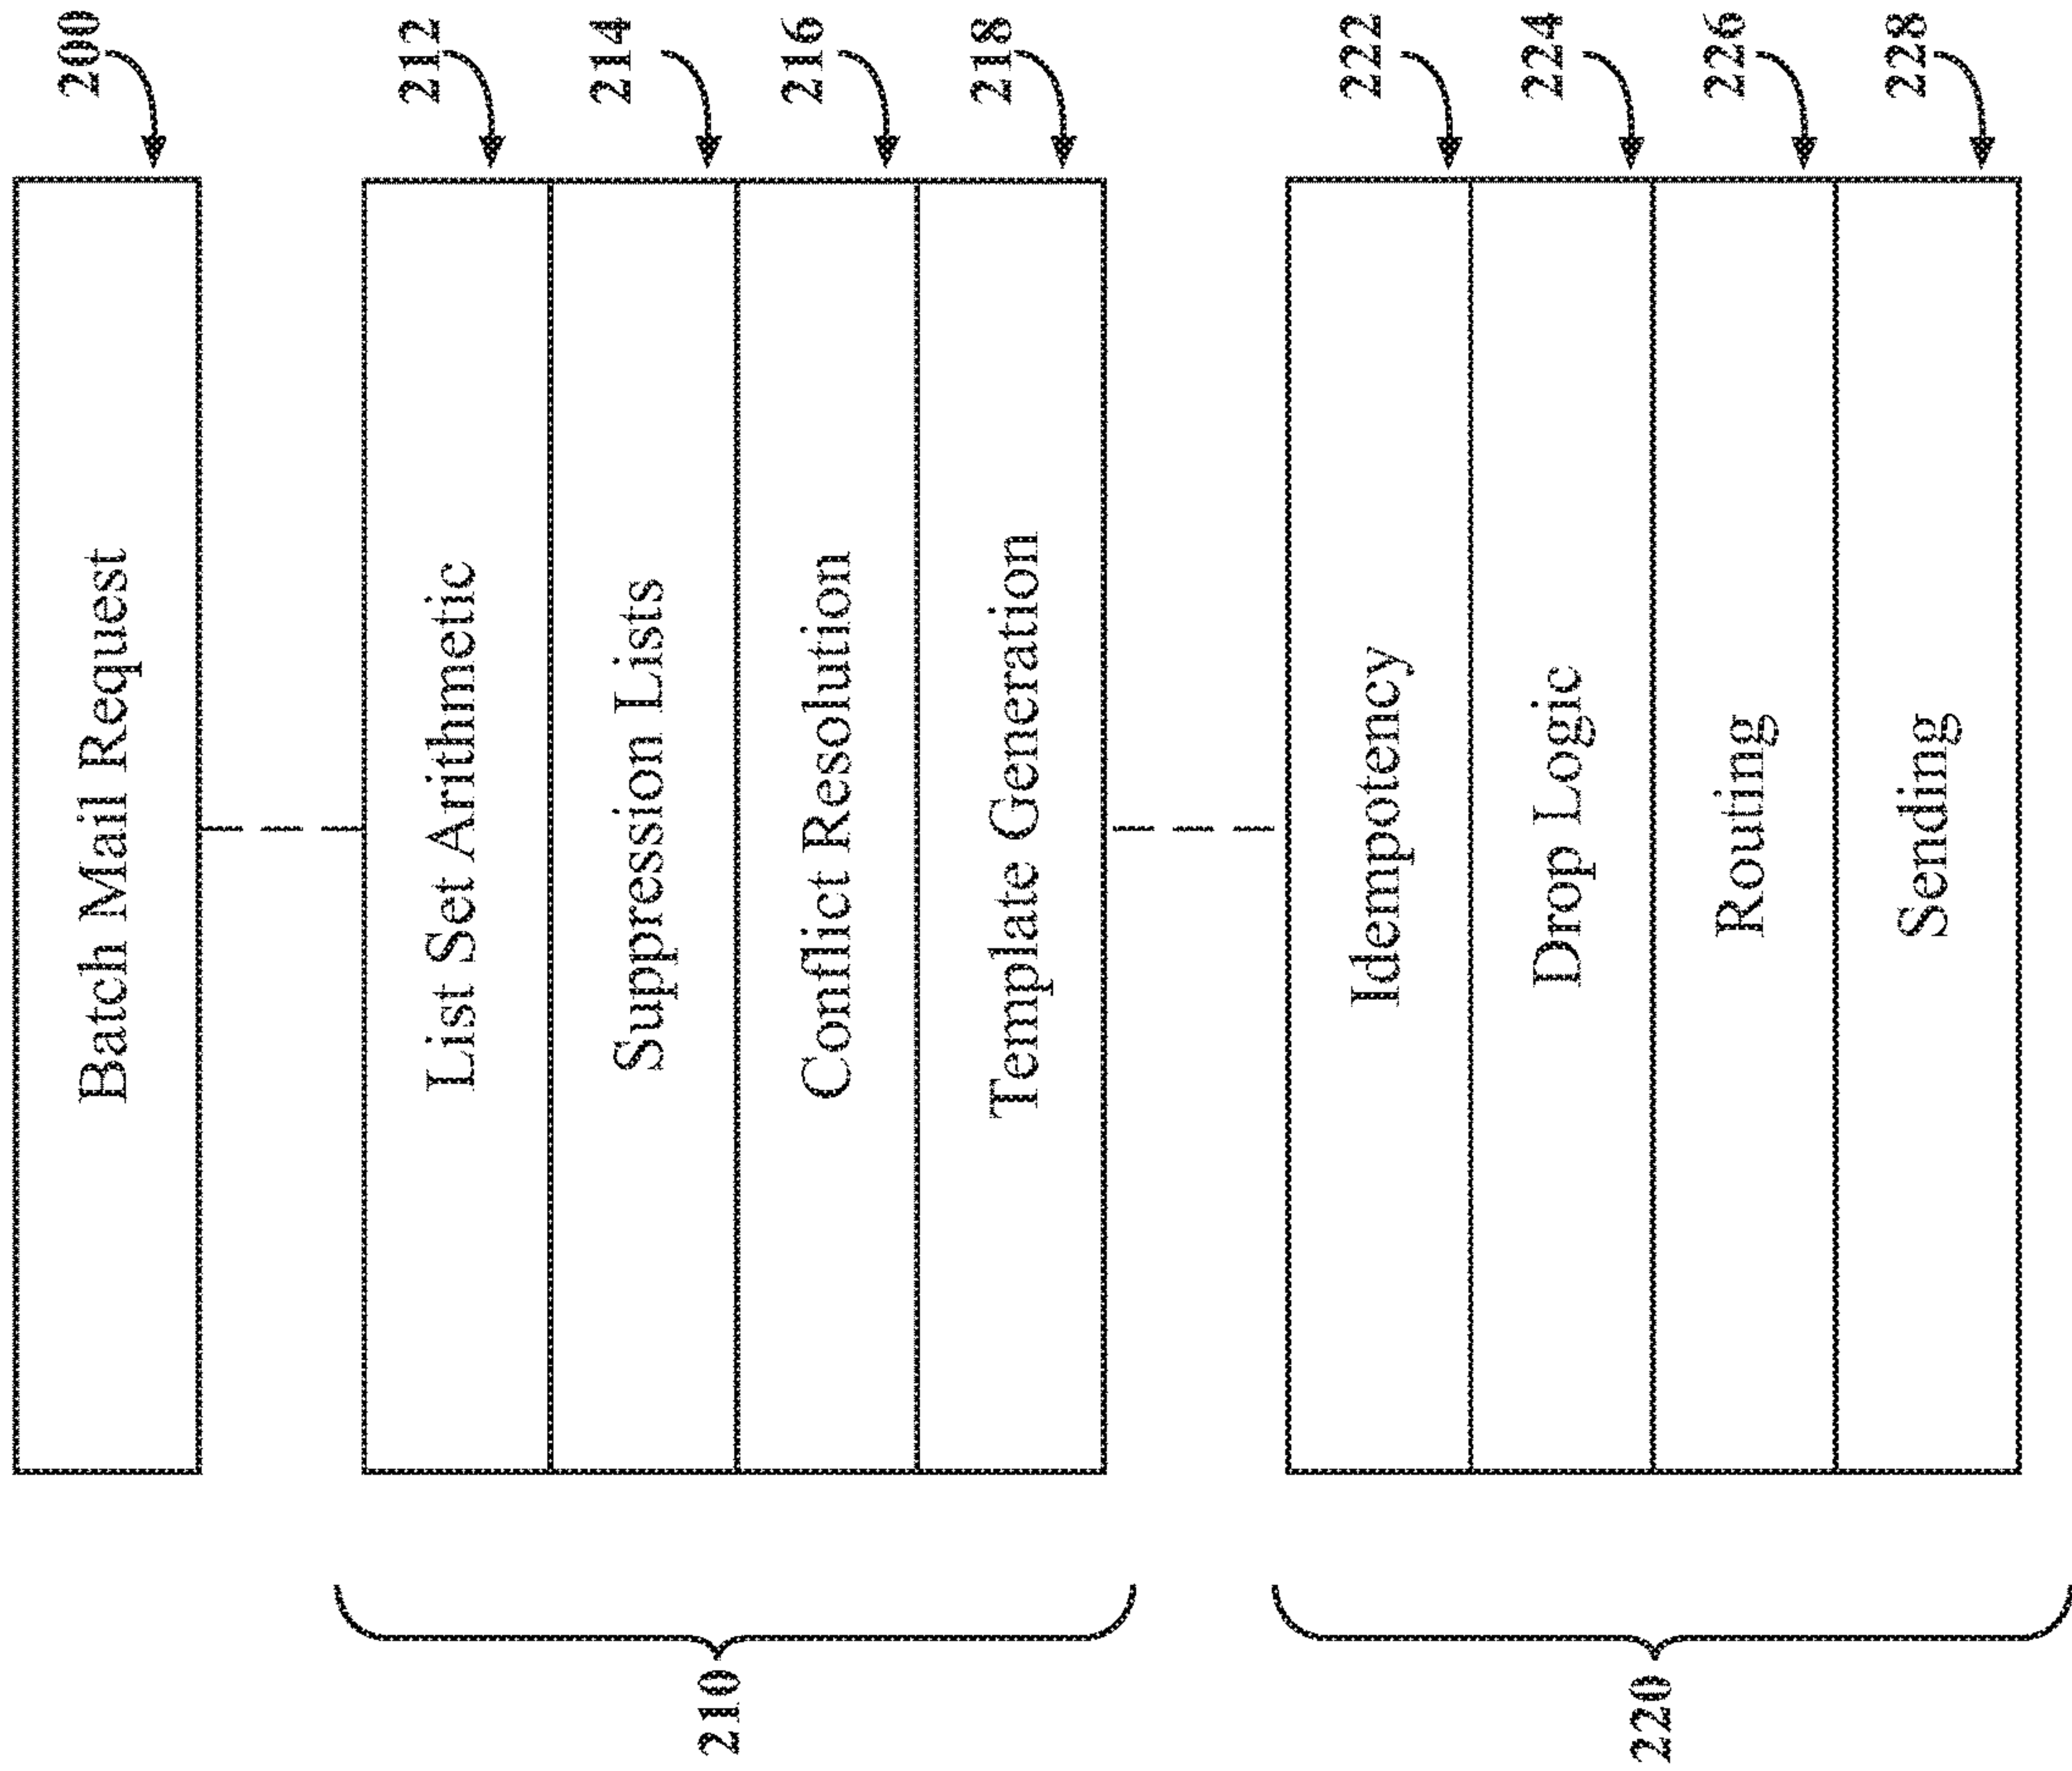 Batch Mail Request
200
210
List Set Arithmetic
212
Suppression Lists
214
Conflict Resolution
216
Template Generation
218
220
Idempotency
222
Drop Logic
224
Routing
226
Sending
228